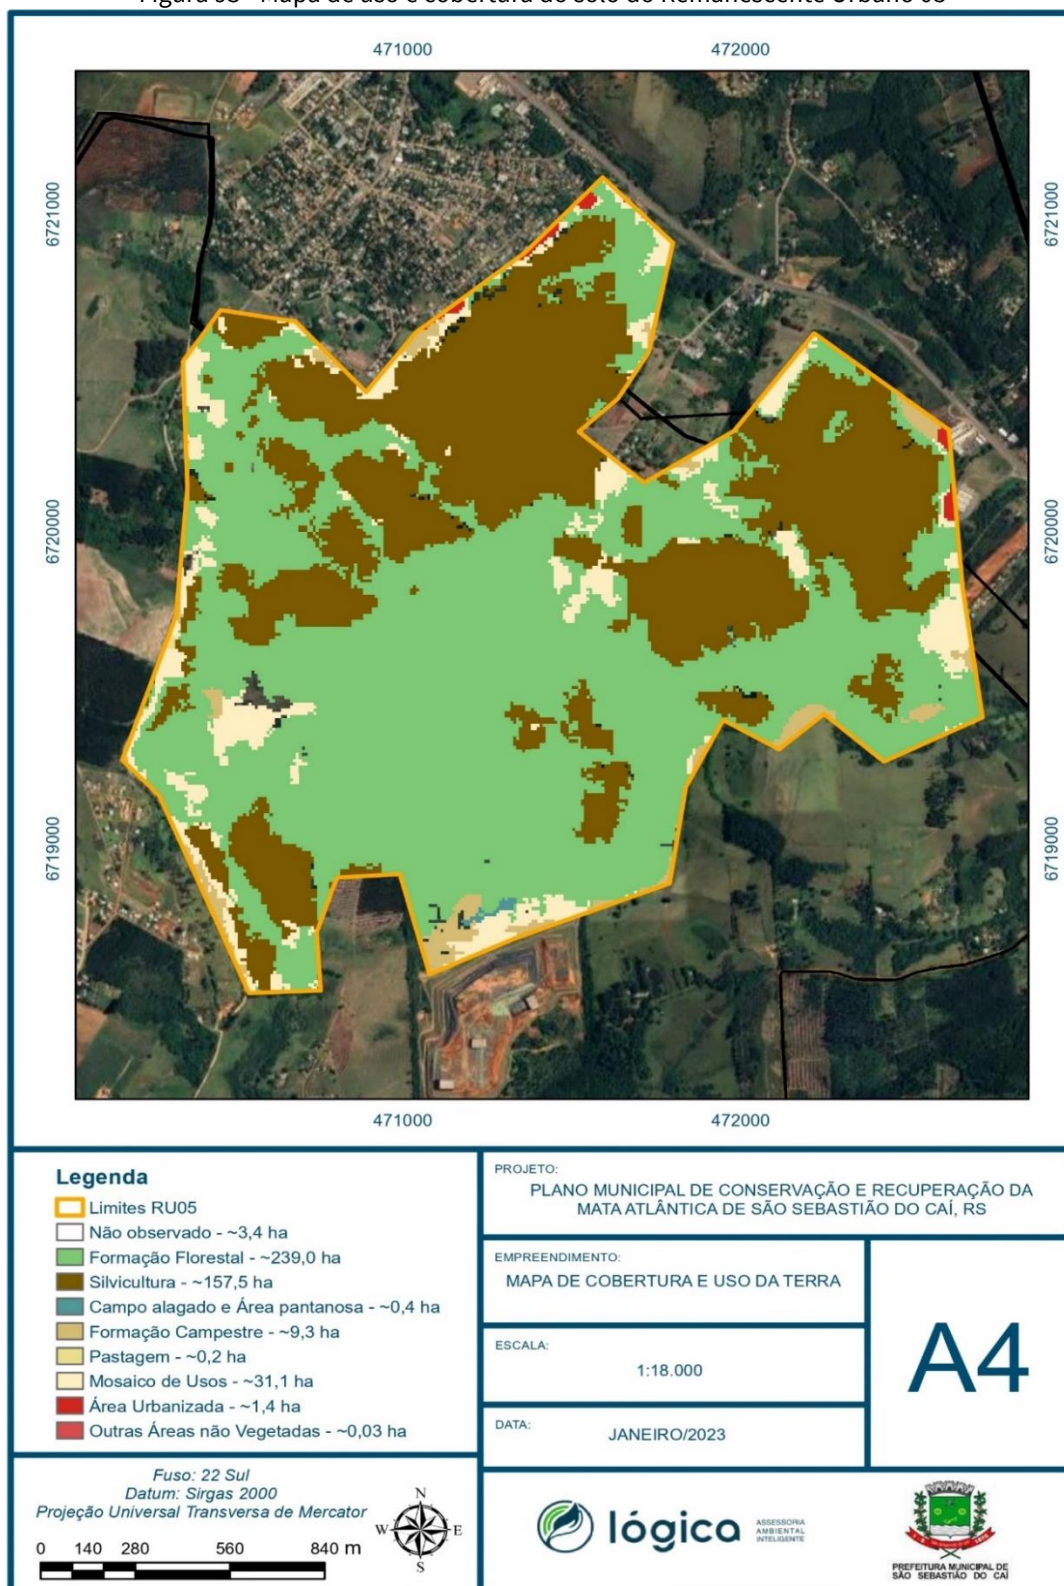 471000
472000
6721000
6721000
6720000
6720000
6719000
6719000
471000
472000
Legenda
Limites RU05
Não observado - ~3,4 ha
Formação Florestal - ~239,0 ha
Silvicultura - ~157,5 ha
Campo alagado e Área pantanosa - ~0,4 ha
Formação Campestre - ~9,3 ha
Pastagem - ~0,2 ha
Mosaico de Usos - ~31,1 ha
Área Urbanizada - ~1,4 ha
Outras Áreas não Vegetadas - ~0,03 ha
Fuso: 22 Sul
Datum: Sirgas 2000
Projeção Universal Transversa de Mercator
N
W E
S
0 140 280 560 840 m
PROJETO:
PLANO MUNICIPAL DE CONSERVAÇÃO E RECUPERAÇÃO DA
MATA ATLÂNTICA DE SÃO SEBASTIÃO DO CAÍ, RS
EMPREENDIMENTO:
MAPA DE COBERTURA E USO DA TERRA
ESCALA:
1:18.000
DATA:
JANEIRO/2023
A4
lógica
ASSESSORIA
AMBIENTAL
INTELIGENTE
PREFEITURA MUNICIPAL DE
SÃO SEBASTIÃO DO CAÍ